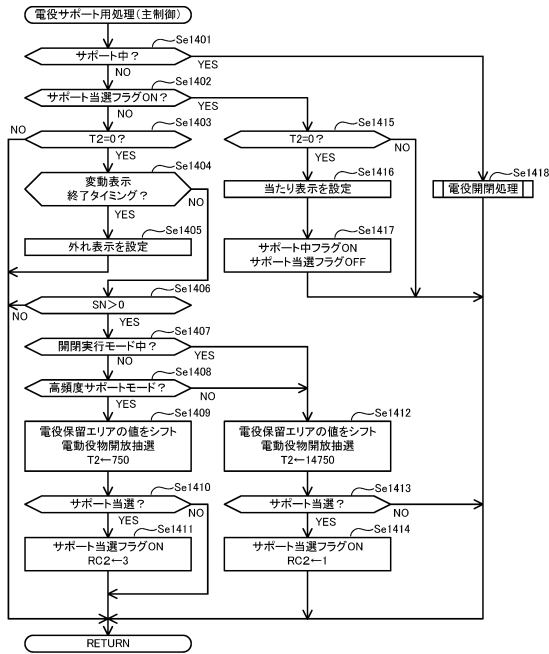 電役サポート用処理(主制御)
Se1401
サポート中?
YES
NO
Se1402
サポート当選フラグON?
YES
NO
Se1403
NO
T2=0?
YES
Se1415
T2=0?
NO
YES
Se1404
変動表示
終了タイミング?
NO
YES
Se1416
当たり表示を設定
Se1418
電役開閉処理
Se1405
外れ表示を設定
Se1417
サポート中フラグON
サポート当選フラグOFF
Se1406
SN>0
NO
YES
Se1407
開閉実行モード中?
YES
NO
Se1408
高頻度サポートモード?
NO
YES
Se1409
電役保留エリアの値をシフト
電動役物開放抽選
T2←750
Se1412
電役保留エリアの値をシフト
電動役物開放抽選
T2←14750
Se1410
サポート当選?
NO
YES
Se1413
サポート当選?
NO
YES
Se1411
サポート当選フラグON
RC2←3
Se1414
サポート当選フラグON
RC2←1
RETURN